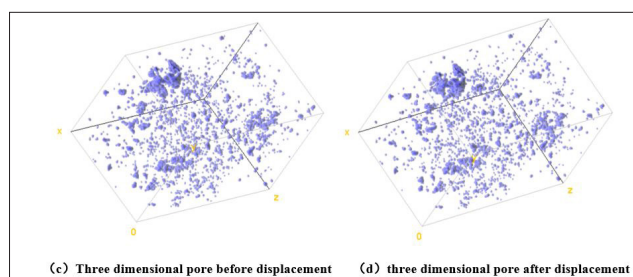 x
z
0
x
z
0
（c）Three dimensional pore before displacement
（d）three dimensional pore after displacement